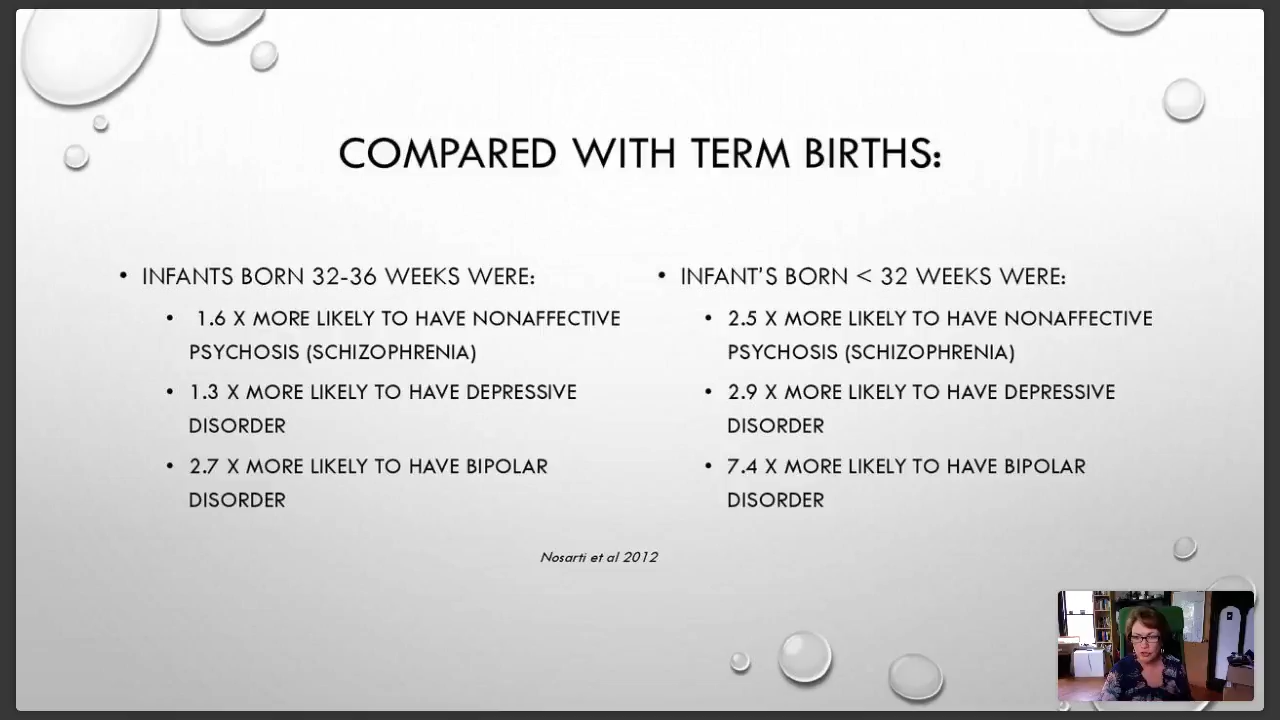 COMPARED WITH TERM BIRTHS:
• INFANTS BORN 32-36 WEEKS WERE:
• 1.6 X MORE LIKELY TO HAVE NONAFFECTIVE
PSYCHOSIS (SCHIZOPHRENIA)
• 1.3 X MORE LIKELY TO HAVE DEPRESSIVE
DISORDER
• 2.7 X MORE LIKELY TO HAVE BIPOLAR
DISORDER
• INFANT'S BORN < 32 WEEKS WERE:
• 2.5 X MORE LIKELY TO HAVE NONAFFECTIVE
PSYCHOSIS (SCHIZOPHRENIA)
• 2.9 X MORE LIKELY TO HAVE DEPRESSIVE
DISORDER
• 7.4 X MORE LIKELY TO HAVE BIPOLAR
DISORDER
Nosarti et al 2012